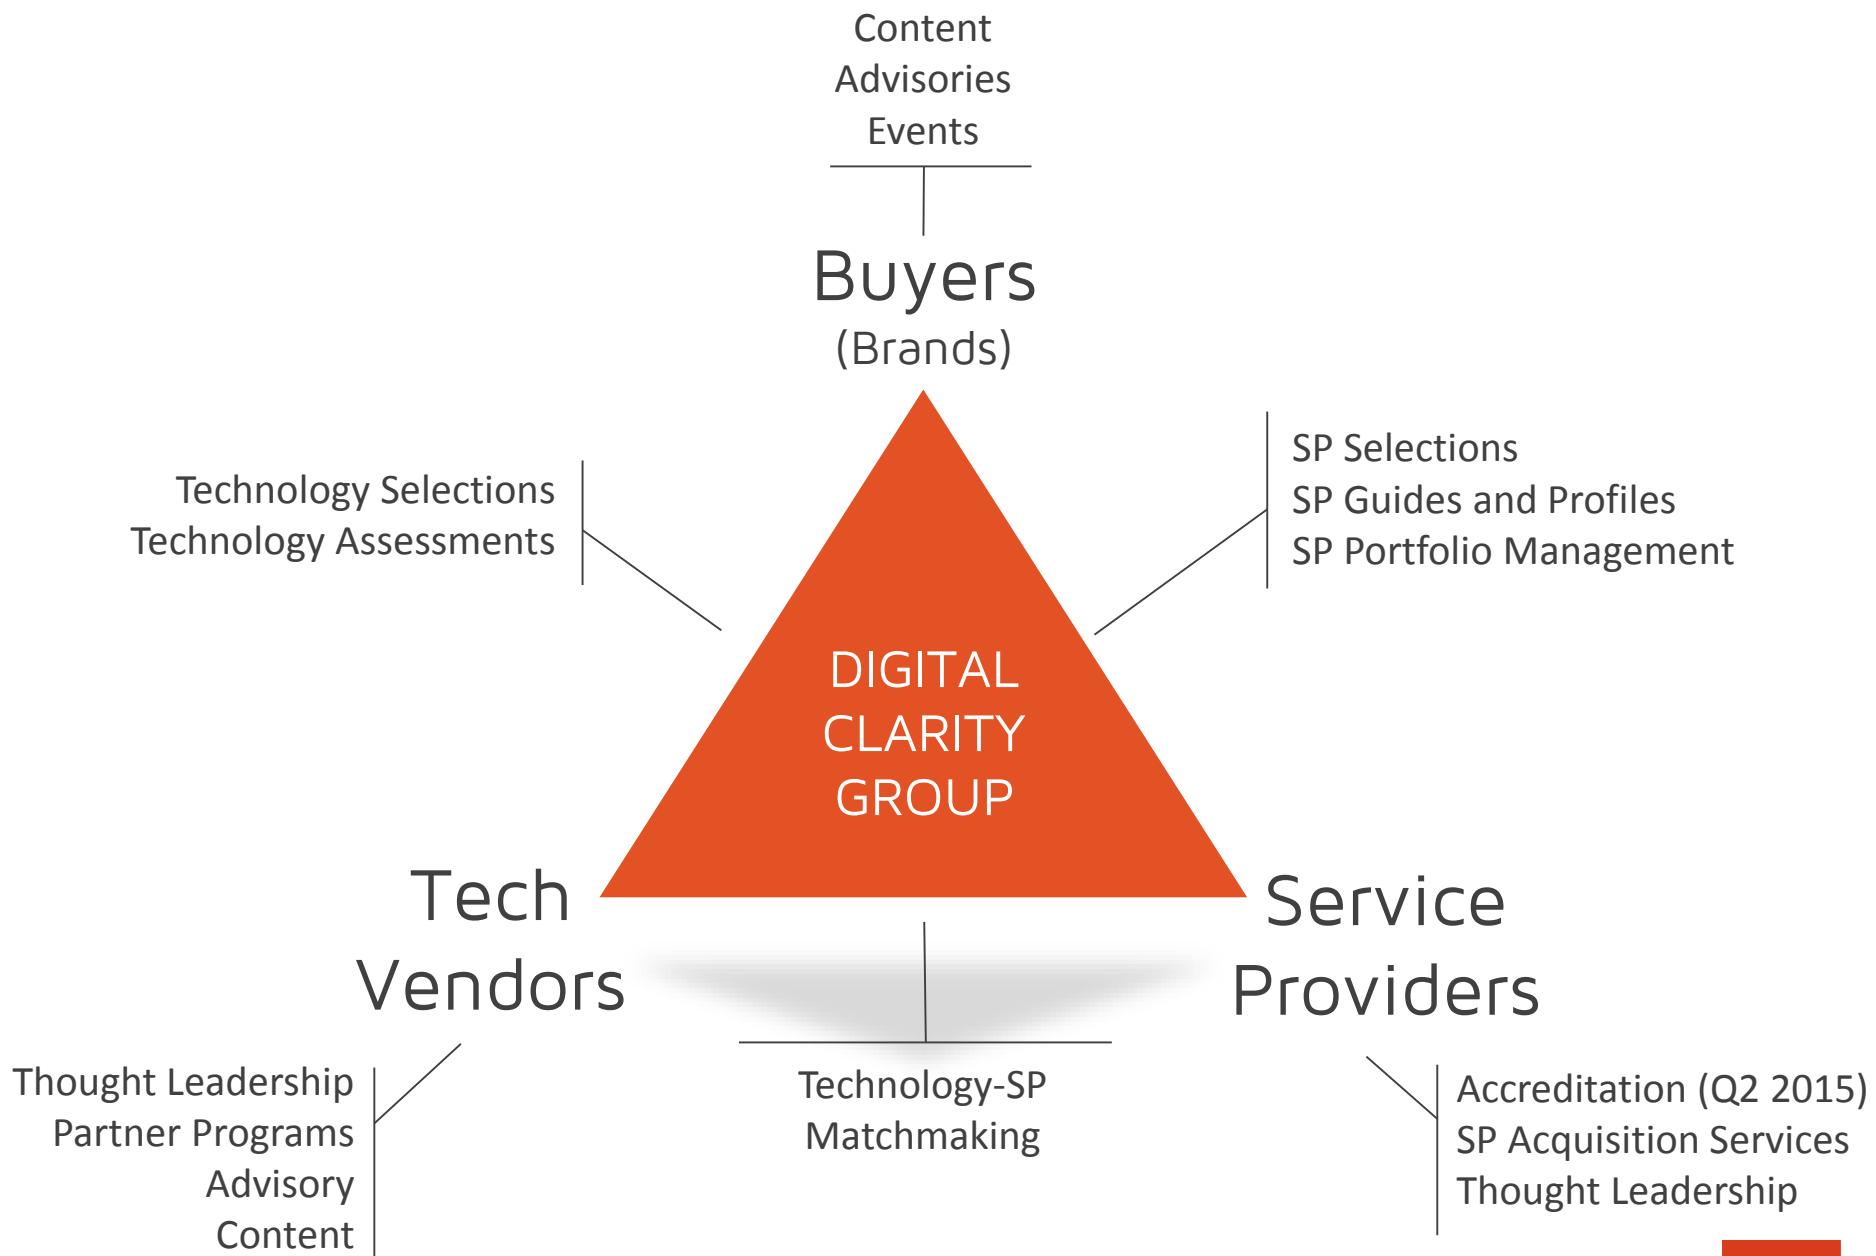 Content
Advisories
Events
Buyers
(Brands)
Technology Selections
Technology Assessments
SP Selections
SP Guides and Profiles
SP Portfolio Management
DIGITAL
CLARITY
GROUP
Tech
Vendors
Service
Providers
Thought Leadership
Partner Programs
Advisory
Content
Technology-SP
Matchmaking
Accreditation (Q2 2015)
SP Acquisition Services
Thought Leadership